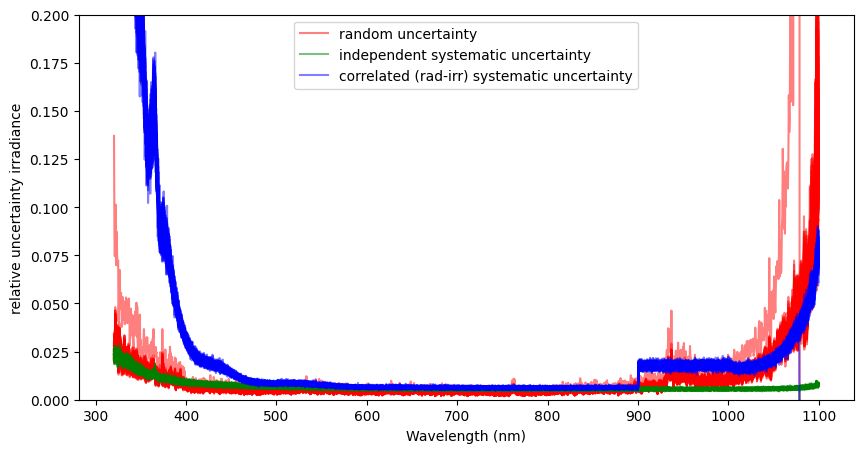 0.200
0.175
0.150
0.125
0.100
0.075
0.050
0.025
0.000
relative uncertainty irradiance
random uncertainty
independent systematic uncertainty
correlated (rad-irr) systematic uncertainty
300 400 500 600 700 800 900 1000 1100
Wavelength (nm)